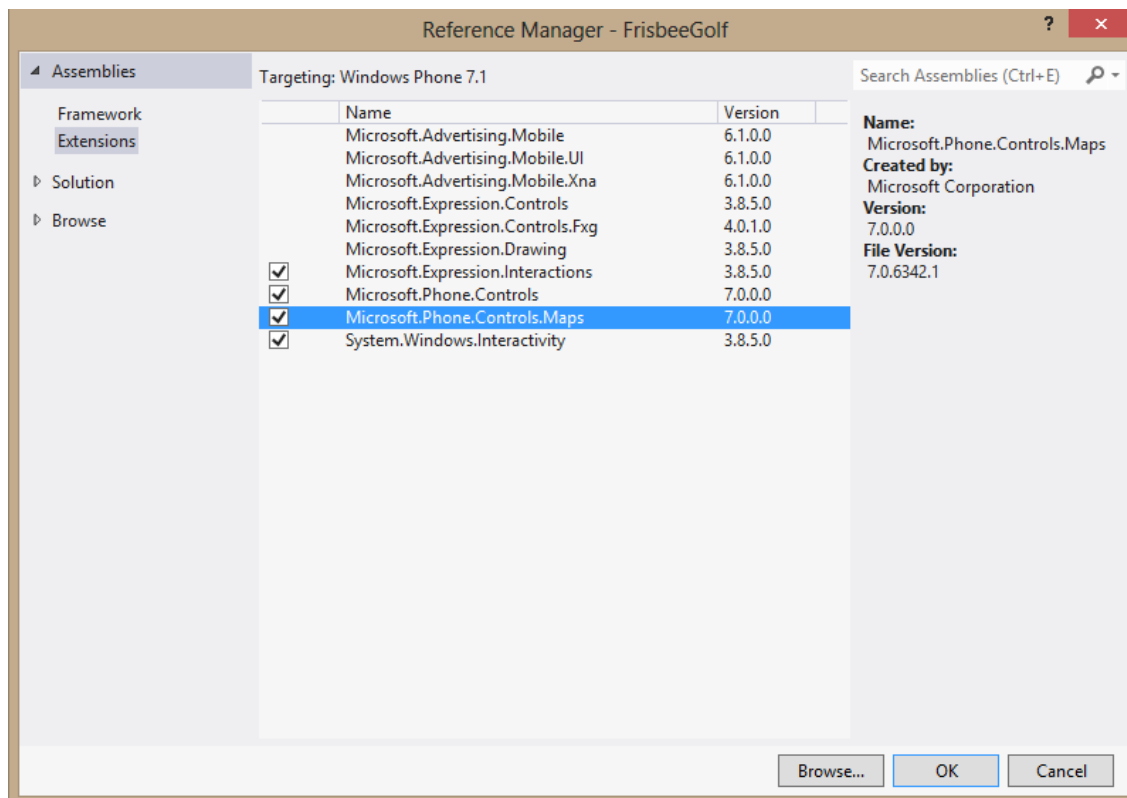 Reference Manager - FrisbeeGolf
?
Assemblies
Framework
Extensions
Solution
Browse
Targeting: Windows Phone 7.1
Name Version
Microsoft.Advertising.Mobile 6.1.0.0
Microsoft.Advertising.Mobile.UI 6.1.0.0
Microsoft.Advertising.Mobile.Xna 6.1.0.0
Microsoft.Expression.Controls 3.8.5.0
Microsoft.Expression.Controls.Fxg 4.0.1.0
Microsoft.Expression.Drawing 3.8.5.0
Microsoft.Expression.Interactions 3.8.5.0
Microsoft.Phone.Controls 7.0.0.0
Microsoft.Phone.Controls.Maps 7.0.0.0
System.Windows.Interactivity 3.8.5.0
Search Assemblies (Ctrl+E)
Name:
Microsoft.Phone.Controls.Maps
Created by:
Microsoft Corporation
Version:
7.0.0.0
File Version:
7.0.6342.1
Browse... OK Cancel